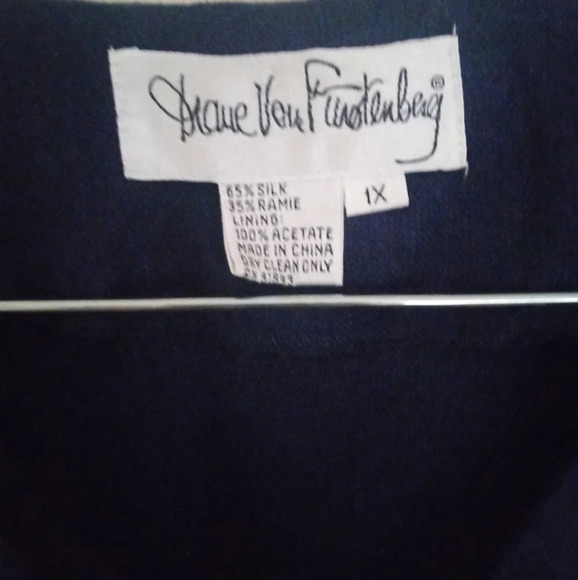 Diane Von Furstenberg®
65% SILK
35% RAMIE
LINING:
100% ACETATE
MADE IN CHINA
DRY CLEAN ONLY
1X